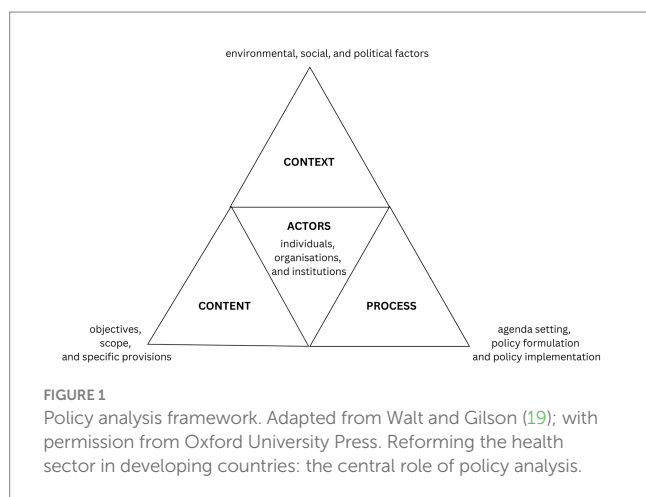 environmental, social, and political factors
CONTEXT
ACTORS
individuals,
organisations,
and institutions
CONTENT
PROCESS
objectives,
scope,
and specific provisions
agenda setting,
policy formulation
and policy implementation
FIGURE 1
Policy analysis framework. Adapted from Walt and Gilson (19); with
permission from Oxford University Press. Reforming the health
sector in developing countries: the central role of policy analysis.